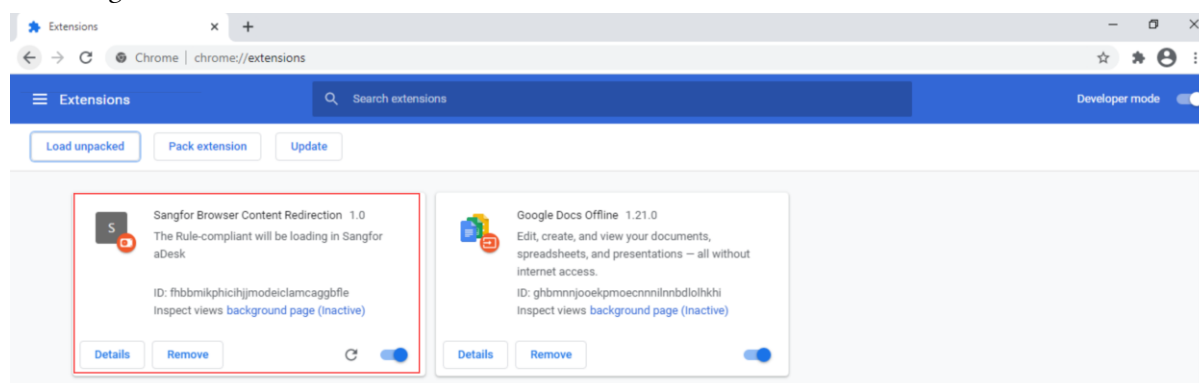 Extensions
Chrome | chrome://extensions
Extensions
Search extensions
Developer mode
Load unpacked
Pack extension
Update
S
Sangfor Browser Content Redirection 1.0
The Rule-compliant will be loading in Sangfor
aDesk
ID: fhbbmikphicihjjmodeiclamcaggbfle
Inspect views background page (Inactive)
Details
Remove
Google Docs Offline 1.21.0
Edit, create, and view your documents,
spreadsheets, and presentations — all without
internet access.
ID: ghbmnnjooekpmoecnnnilnnbdlolhkhi
Inspect views background page (Inactive)
Details
Remove